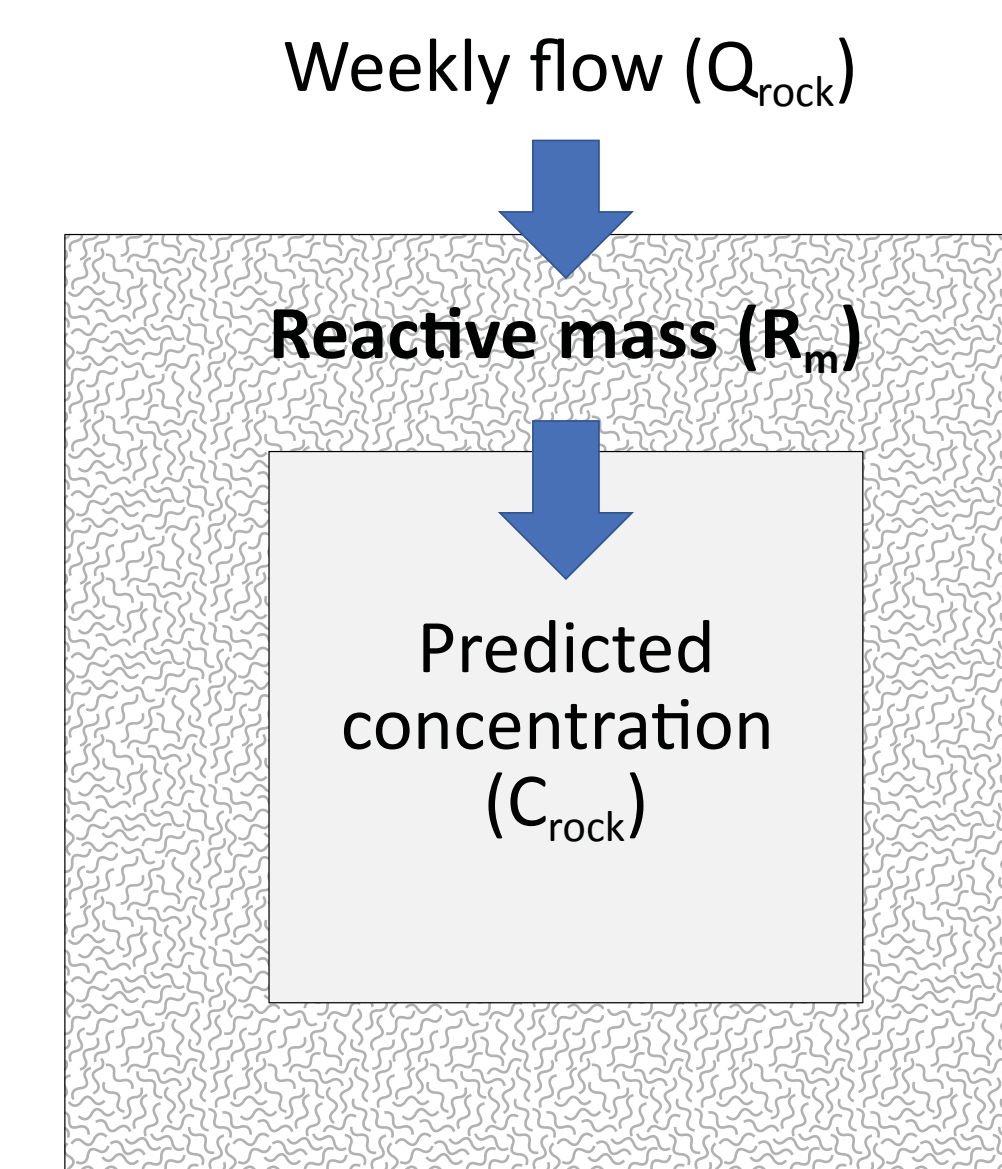 Weekly flow (Qrock)
Reactive mass (Rm)
Predicted
concentration
(Crock)